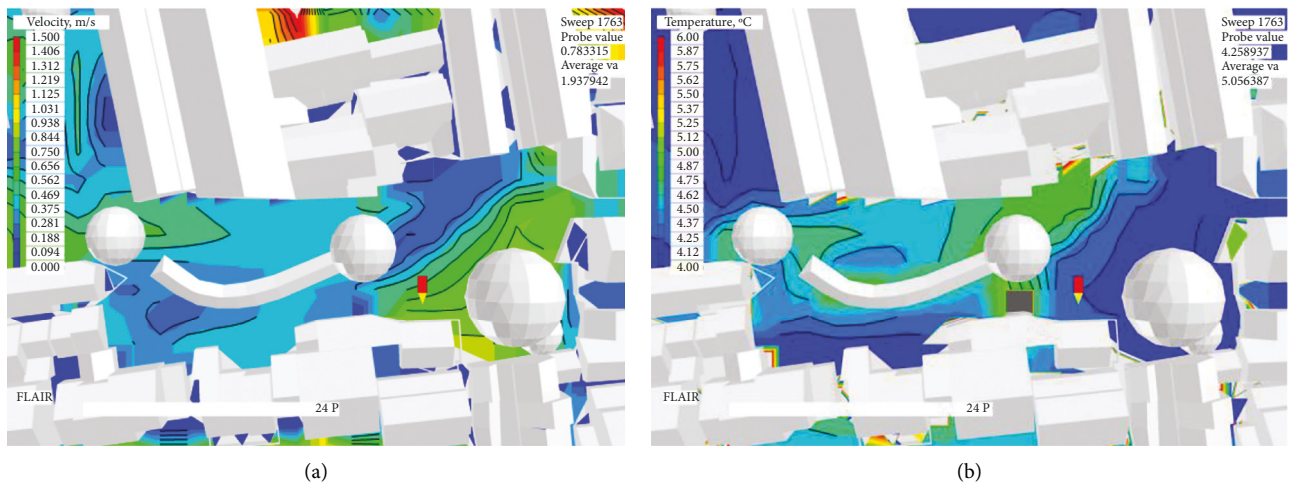 Velocity, m/s
1.500
1.406
1.312
1.219
1.125
1.031
0.938
0.844
0.750
0.656
0.562
0.469
0.375
0.281
0.188
0.094
0.000
Sweep 1763
Probe value
0.783315
Average va
1.937942
FLAIR
24 P
(a)
Temperature, ºC
6.00
5.87
5.75
5.62
5.50
5.37
5.25
5.12
5.00
4.87
4.75
4.62
4.50
4.37
4.25
4.12
4.00
Sweep 1763
Probe value
4.258937
Average va
5.056387
FLAIR
24 P
(b)